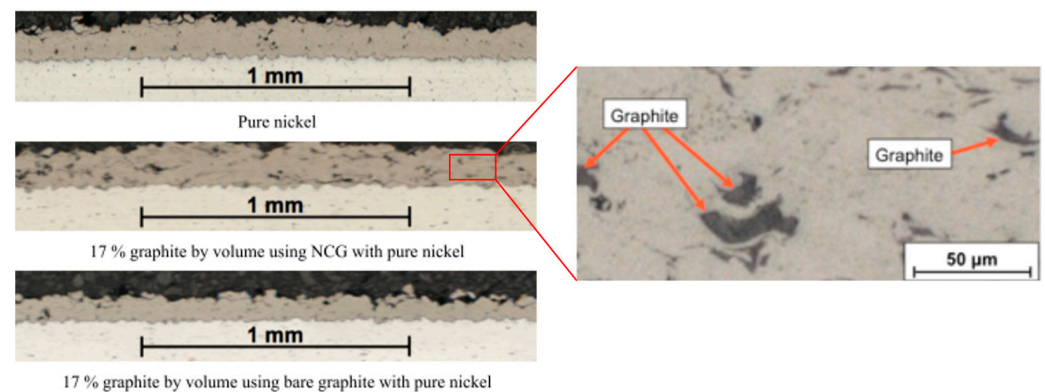 1 mm
Pure nickel
1 mm
17 % graphite by volume using NCG with pure nickel
1 mm
17 % graphite by volume using bare graphite with pure nickel
Graphite
Graphite
50 µm